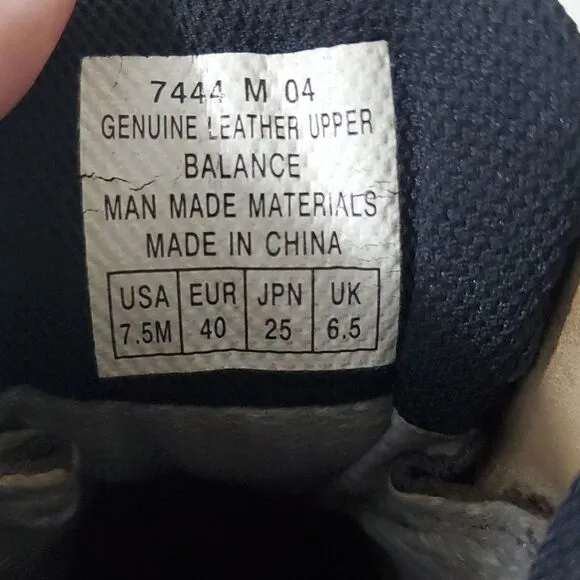 7444 M 04
GENUINE LEATHER UPPER
BALANCE
MAN MADE MATERIALS
MADE IN CHINA
USA EUR JPN UK
7.5M 40 25 6.5